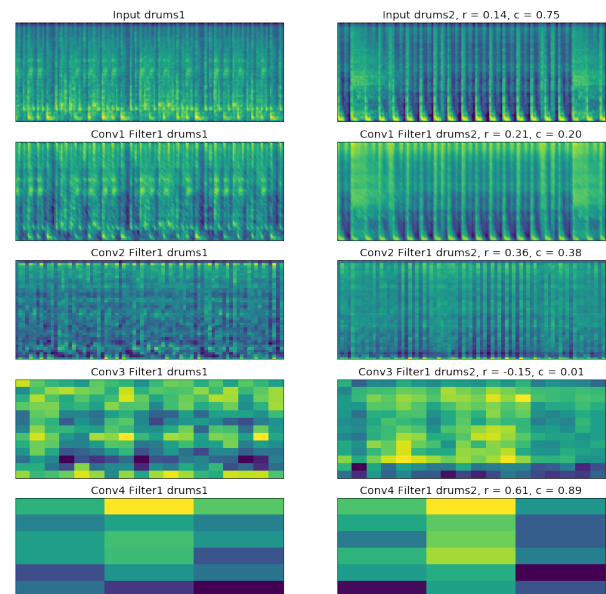 Input drums1
Input drums2, r = 0.14, c = 0.75
Conv1 Filter1 drums1
Conv1 Filter1 drums2, r = 0.21, c = 0.20
Conv2 Filter1 drums1
Conv2 Filter1 drums2, r = 0.36, c = 0.38
Conv3 Filter1 drums1
Conv3 Filter1 drums2, r = -0.15, c = 0.01
Conv4 Filter1 drums1
Conv4 Filter1 drums2, r = 0.61, c = 0.89